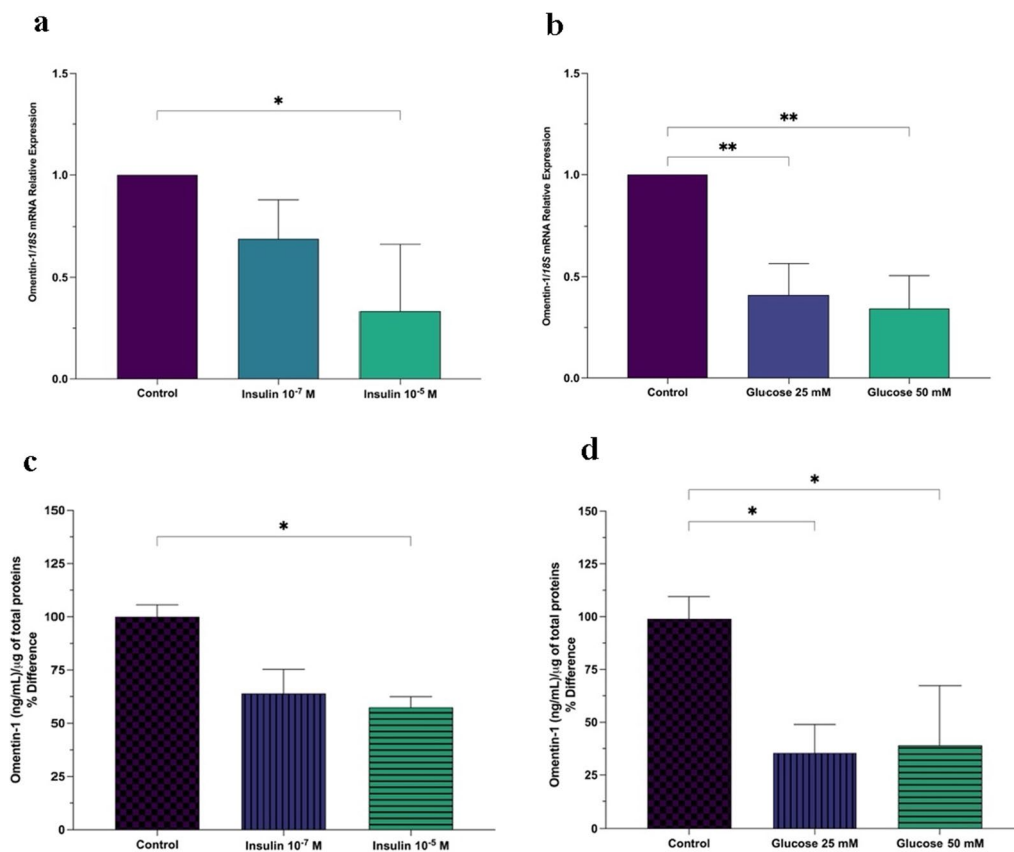 a
Omentin-1/18S mRNA Relative Expression
1.5
1.0
0.5
0.0
*
Control
Insulin 10⁻⁷ M
Insulin 10⁻⁵ M
b
Omentin-1/18S mRNA Relative Expression
1.5
1.0
0.5
0.0
**
**
Control
Glucose 25 mM
Glucose 50 mM
c
Omentin-1 (ng/mL)/µg of total proteins
% Difference
150
125
100
75
50
25
0
*
Control
Insulin 10⁻⁷ M
Insulin 10⁻⁵ M
d
Omentin-1 (ng/mL)/µg of total proteins
% Difference
150
125
100
75
50
25
0
*
*
Control
Glucose 25 mM
Glucose 50 mM